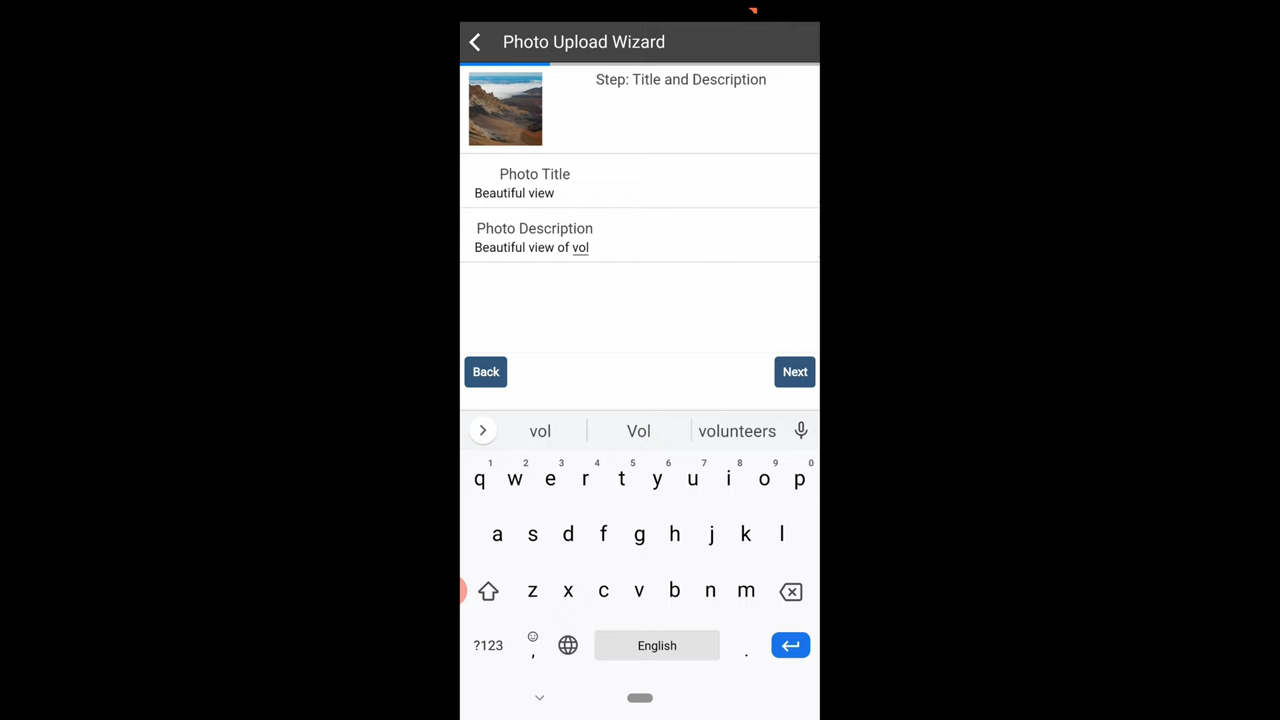 Photo Upload Wizard
Step: Title and Description
Photo Title
Beautiful view
Photo Description
Beautiful view of vol
Back Next
vol Vol volunteers
1 2 3 4 5 6 7 8 9 0
q w e r t y u i o p
a s d f g h j k l
z x c v b n m
?123 , English .